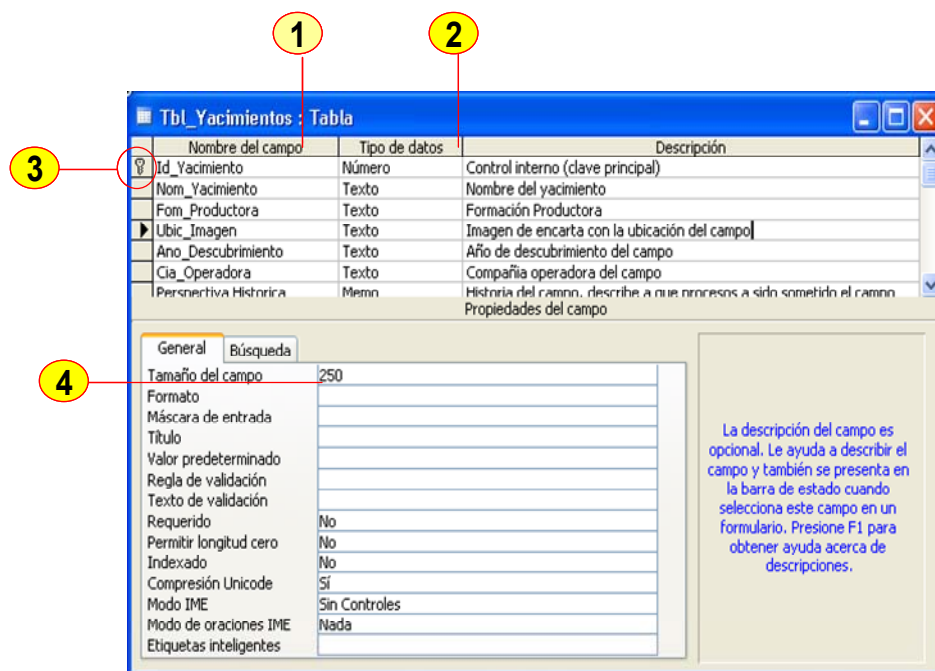 1
2
Tbl_Yacimientos : Tabla
Nombre del campo Tipo de datos Descripción
3
Id_Yacimiento Número Control interno (clave principal)
Nom_Yacimiento Texto Nombre del yacimiento
Fom_Productora Texto Formación Productora
Ubic_Imagen Texto Imagen de encarta con la ubicación del campo
Ano_Descubrimiento Texto Año de descubrimiento del campo
Cia_Operadora Texto Compañia operadora del campo
Perspectiva Historica Memo Historia del campo, describe a que procesos a sido sometido el campo
Propiedades del campo
General Búsqueda
4
Tamaño del campo 250
Formato
Máscara de entrada
Título
Valor predeterminado
Regla de validación
Texto de validación
Requerido No
Permitir longitud cero No
Indexado No
Compresión Unicode Sí
Modo IME Sin Controles
Modo de oraciones IME Nada
Etiquetas inteligentes
La descripción del campo es
opcional. Le ayuda a describir el
campo y también se presenta en
la barra de estado cuando
selecciona este campo en un
formulario. Presione F1 para
obtener ayuda acerca de
descripciones.